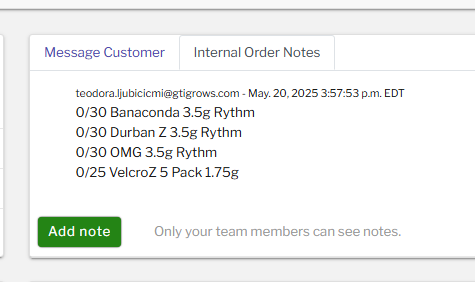 Message Customer
Internal Order Notes
teodora.ljubicicmi@gtigrows.com - May. 20, 2025 3:57:53 p.m. EDT
0/30 Banaconda 3.5g Rythm
0/30 Durban Z 3.5g Rythm
0/30 OMG 3.5g Rythm
0/25 VelcroZ 5 Pack 1.75g
Add note
Only your team members can see notes.